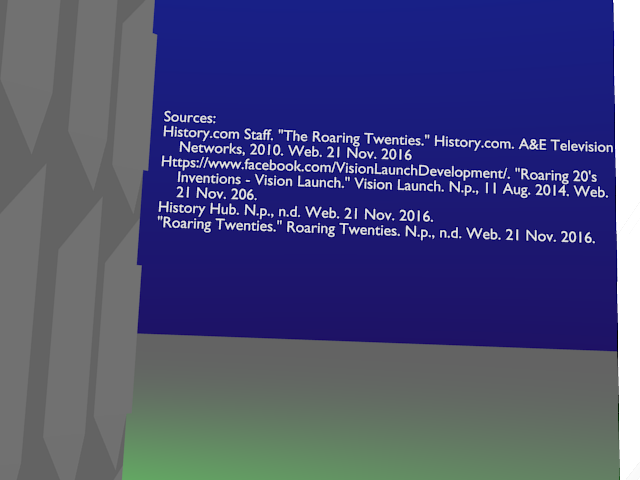 Sources:
History.com Staff. "The Roaring Twenties." History.com. A&E Television
Networks, 2010. Web. 21 Nov. 2016
Https://www.facebook.com/VisionLaunchDevelopment/. "Roaring 20's
Inventions - Vision Launch." Vision Launch. N.p., 11 Aug. 2014. Web.
21 Nov. 206.
History Hub. N.p., n.d. Web. 21 Nov. 2016.
"Roaring Twenties." Roaring Twenties. N.p., n.d. Web. 21 Nov. 2016.